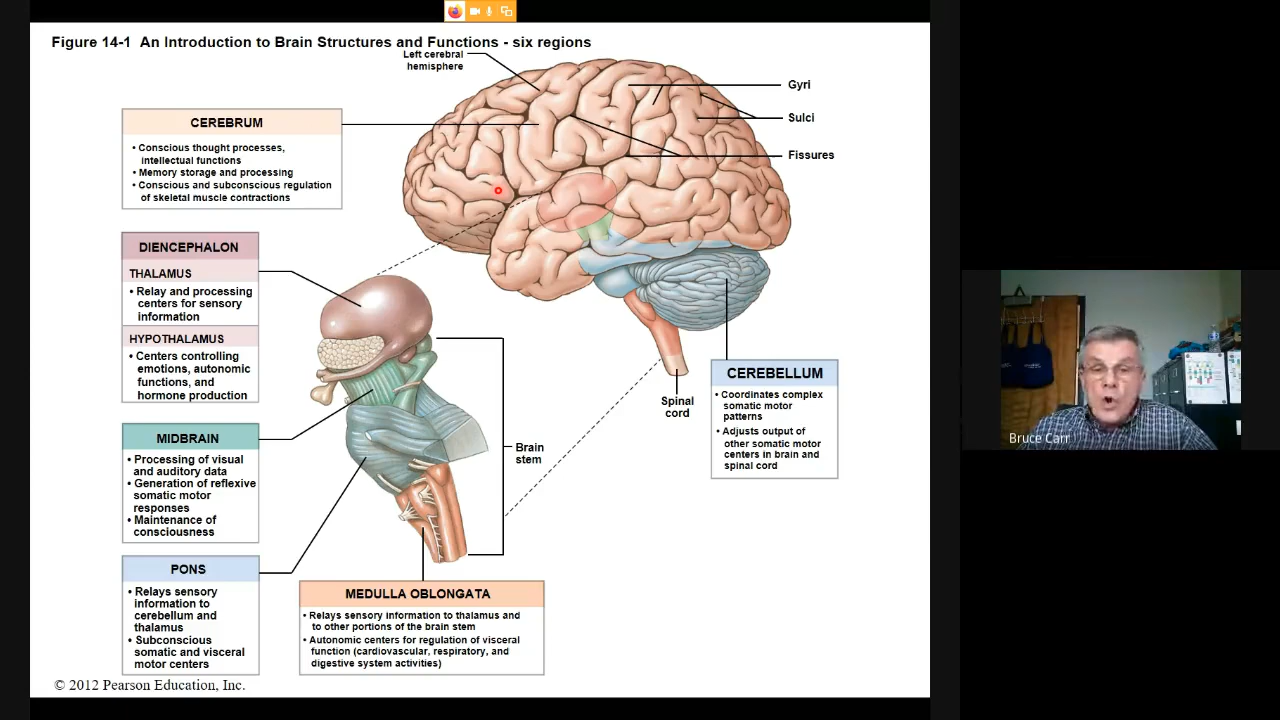 Figure 14-1 An Introduction to Brain Structures and Functions - six regions
Left cerebral
hemisphere
Gyri
Sulci
Fissures
CEREBRUM
• Conscious thought processes,
intellectual functions
• Memory storage and processing
• Conscious and subconscious regulation
of skeletal muscle contractions
DIENCEPHALON
THALAMUS
• Relay and processing
centers for sensory
information
HYPOTHALAMUS
• Centers controlling
emotions, autonomic
functions, and
hormone production
MIDBRAIN
• Processing of visual
and auditory data
• Generation of reflexive
somatic motor
responses
• Maintenance of
consciousness
PONS
• Relays sensory
information to
cerebellum and
thalamus
• Subconscious
somatic and visceral
motor centers
Brain
stem
MEDULLA OBLONGATA
• Relays sensory information to thalamus and
to other portions of the brain stem
• Autonomic centers for regulation of visceral
function (cardiovascular, respiratory, and
digestive system activities)
Spinal
cord
CEREBELLUM
• Coordinates complex
somatic motor
patterns
• Adjusts output of
other somatic motor
centers in brain and
spinal cord
© 2012 Pearson Education, Inc.
Bruce Carr